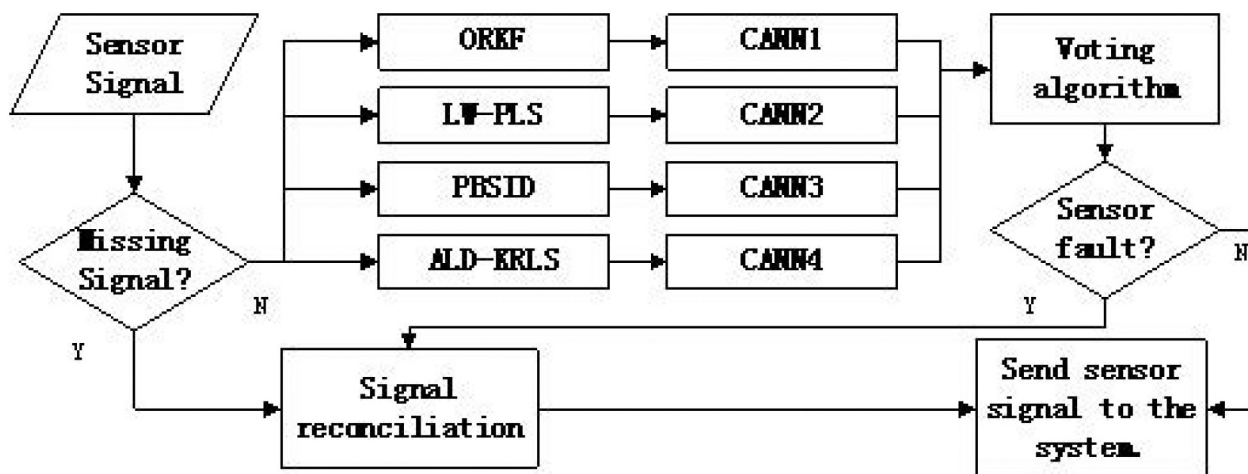 Sensor
Signal
ORKF
CANN1
Voting
algorithm
LW-PLS
CANN2
PBSID
CANN3
Missing
Signal?
Sensor
fault?
ALD-KRLS
CANN4
N
N
Y
Y
Signal
reconciliation
Send sensor
signal to the
system.